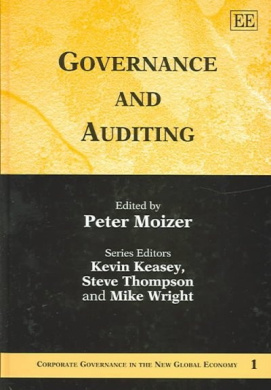 EE
GOVERNANCE
AND
AUDITING
Edited by
Peter Moizer
Series Editors
Kevin Keasey,
Steve Thompson
and Mike Wright
CORPORATE GOVERNANCE IN THE NEW GLOBAL ECONOMY 1